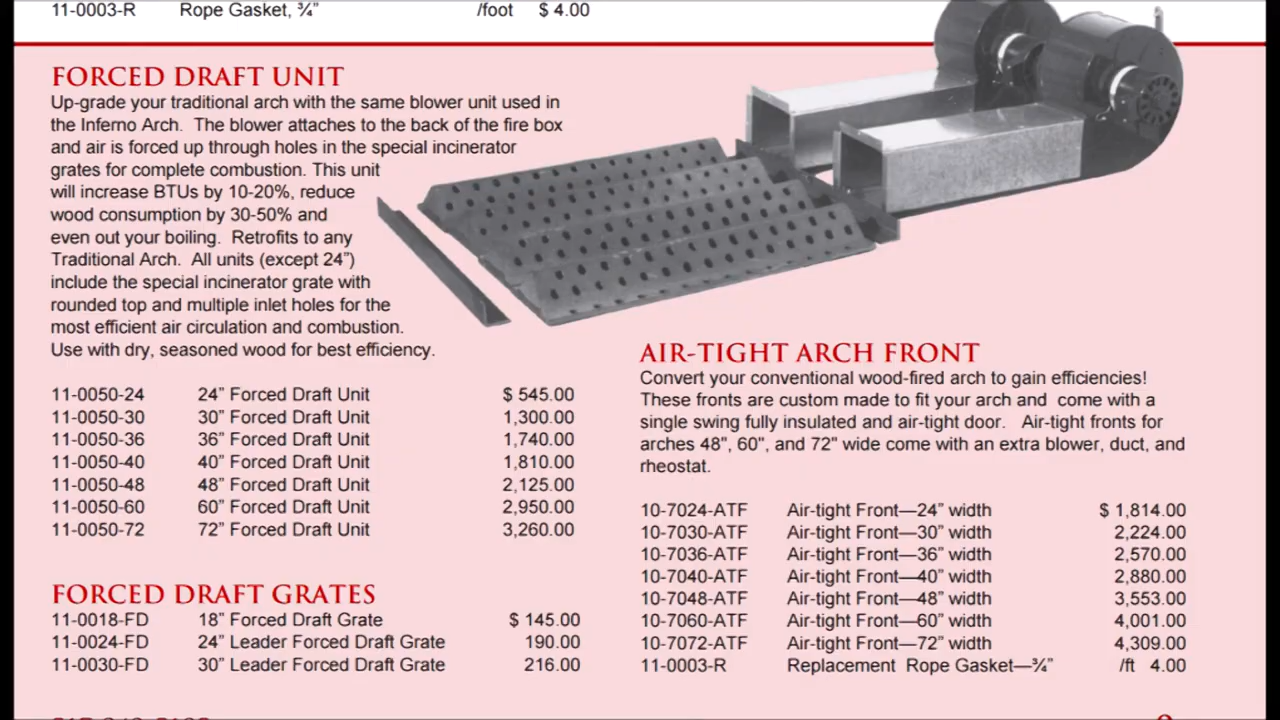 11-0003-R Rope Gasket, ¾” /foot $ 4.00
FORCED DRAFT UNIT
Up-grade your traditional arch with the same blower unit used in
the Inferno Arch. The blower attaches to the back of the fire box
and air is forced up through holes in the special incinerator
grates for complete combustion. This unit
will increase BTUs by 10-20%, reduce
wood consumption by 30-50% and
even out your boiling. Retrofits to any
Traditional Arch. All units (except 24”)
include the special incinerator grate with
rounded top and multiple inlet holes for the
most efficient air circulation and combustion.
Use with dry, seasoned wood for best efficiency.
11-0050-24 24” Forced Draft Unit $ 545.00
11-0050-30 30” Forced Draft Unit 1,300.00
11-0050-36 36” Forced Draft Unit 1,740.00
11-0050-40 40” Forced Draft Unit 1,810.00
11-0050-48 48” Forced Draft Unit 2,125.00
11-0050-60 60” Forced Draft Unit 2,950.00
11-0050-72 72” Forced Draft Unit 3,260.00
FORCED DRAFT GRATES
11-0018-FD 18” Forced Draft Grate $ 145.00
11-0024-FD 24” Leader Forced Draft Grate 190.00
11-0030-FD 30” Leader Forced Draft Grate 216.00
AIR-TIGHT ARCH FRONT
Convert your conventional wood-fired arch to gain efficiencies!
These fronts are custom made to fit your arch and come with a
single swing fully insulated and air-tight door. Air-tight fronts for
arches 48", 60", and 72" wide come with an extra blower, duct, and
rheostat.
10-7024-ATF Air-tight Front—24” width $ 1,814.00
10-7030-ATF Air-tight Front—30” width 2,224.00
10-7036-ATF Air-tight Front—36” width 2,570.00
10-7040-ATF Air-tight Front—40” width 2,880.00
10-7048-ATF Air-tight Front—48” width 3,553.00
10-7060-ATF Air-tight Front—60” width 4,001.00
10-7072-ATF Air-tight Front—72” width 4,309.00
11-0003-R Replacement Rope Gasket—¾” /ft 4.00